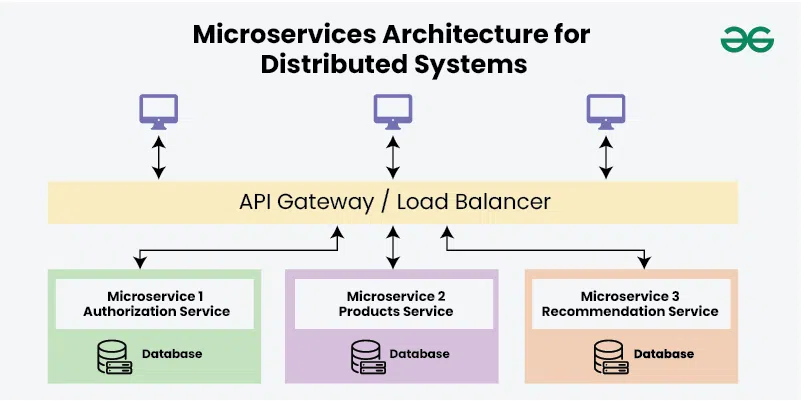 Microservices Architecture for
Distributed Systems
API Gateway / Load Balancer
Microservice 1
Authorization Service
Database
Microservice 2
Products Service
Database
Microservice 3
Recommendation Service
Database